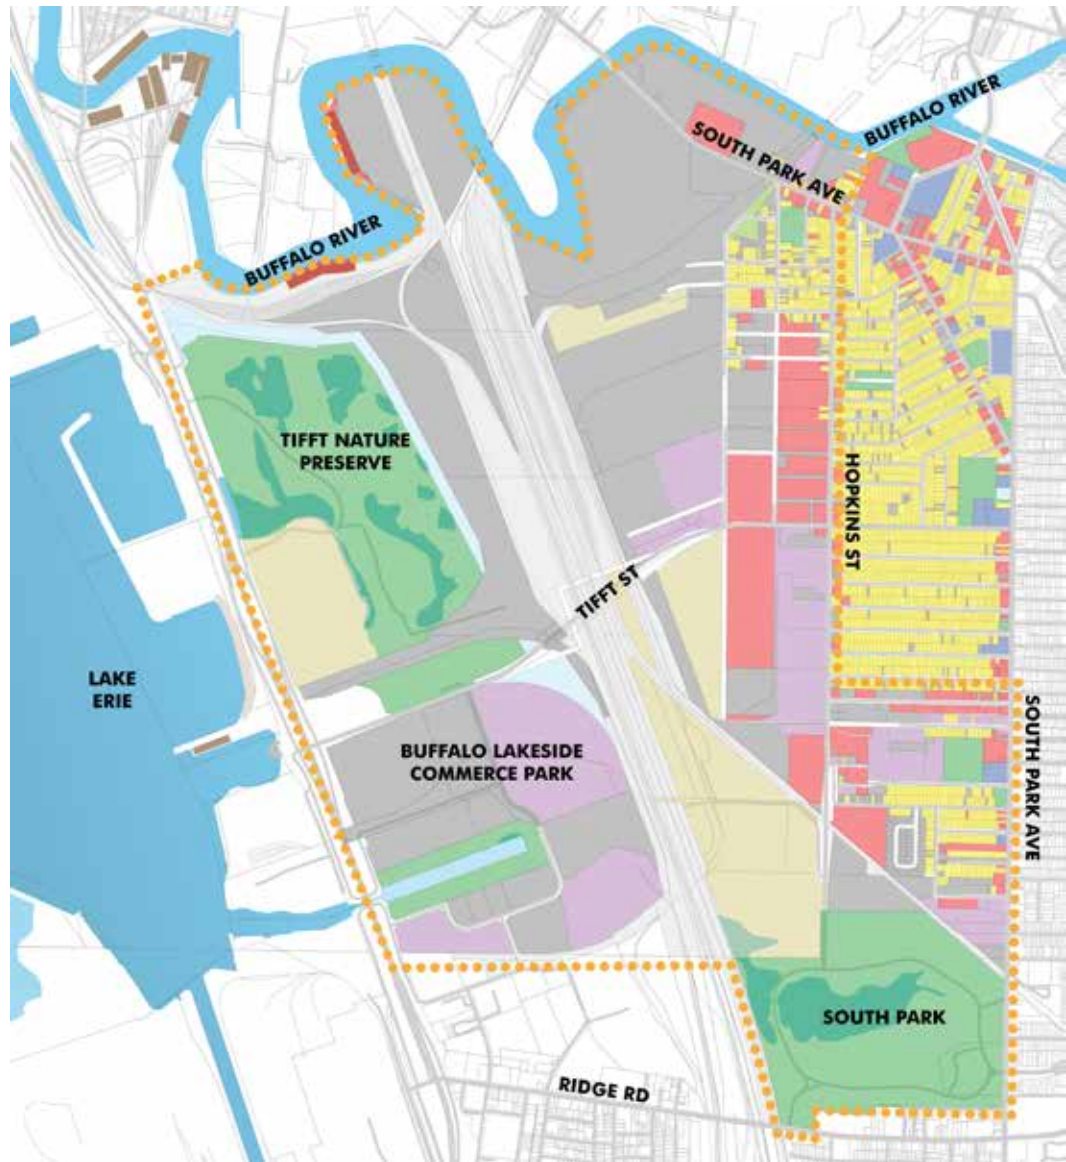 BUFFALO RIVER
SOUTH PARK AVE
BUFFALO RIVER
TIFFT NATURE
PRESERVE
HOPKINS ST
TIFFT ST
LAKE
ERIE
BUFFALO LAKESIDE
COMMERCE PARK
SOUTH PARK AVE
SOUTH PARK
RIDGE RD